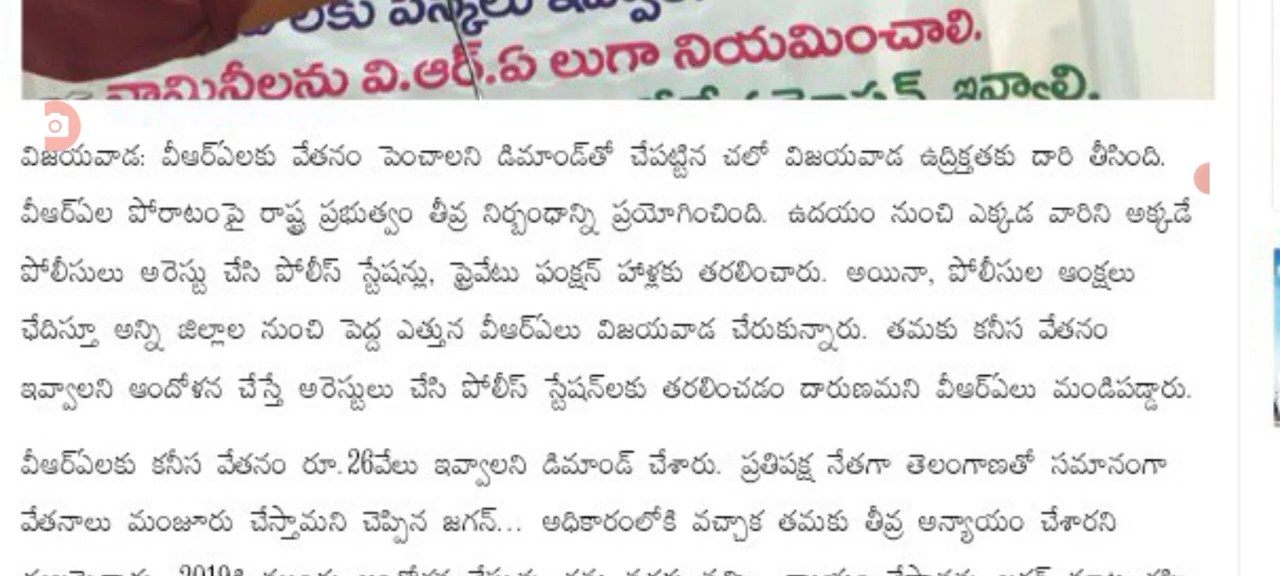 లకు
వి.ఆర్.ఏ లుగా నియమించాలి.
ఇవ్వాలి.
విజయవాడ: వీఆర్ఏలకు వేతనం పెంచాలని డిమాండ్‌తో చేపట్టిన చలో విజయవాడ ఉద్రిక్తతకు దారి తీసింది.
వీఆర్ఏల పోరాటంపై రాష్ట్ర ప్రభుత్వం తీవ్ర నిర్బంధాన్ని ప్రయోగించింది. ఉదయం నుంచి ఎక్కడ వారిని అక్కడే
పోలీసులు అరెస్టు చేసి పోలీస్ స్టేషన్లు, ప్రైవేటు ఫంక్షన్ హాళ్లకు తరలించారు. అయినా, పోలీసుల ఆంక్షలు
ఛేదిస్తూ అన్ని జిల్లాల నుంచి పెద్ద ఎత్తున వీఆర్ఏలు విజయవాడ చేరుకున్నారు. తమకు కనీస వేతనం
ఇవ్వాలని ఆందోళన చేస్తే అరెస్టులు చేసి పోలీస్ స్టేషన్‌లకు తరలించడం దారుణమని వీఆర్ఏలు మండిపడ్డారు.
వీఆర్ఏలకు కనీస వేతనం రూ.26వేలు ఇవ్వాలని డిమాండ్ చేశారు. ప్రతిపక్ష నేతగా తెలంగాణతో సమానంగా
వేతనాలు మంజూరు చేస్తామని చెప్పిన జగన్... అధికారంలోకి వచ్చాక తమకు తీవ్ర అన్యాయం చేశారని